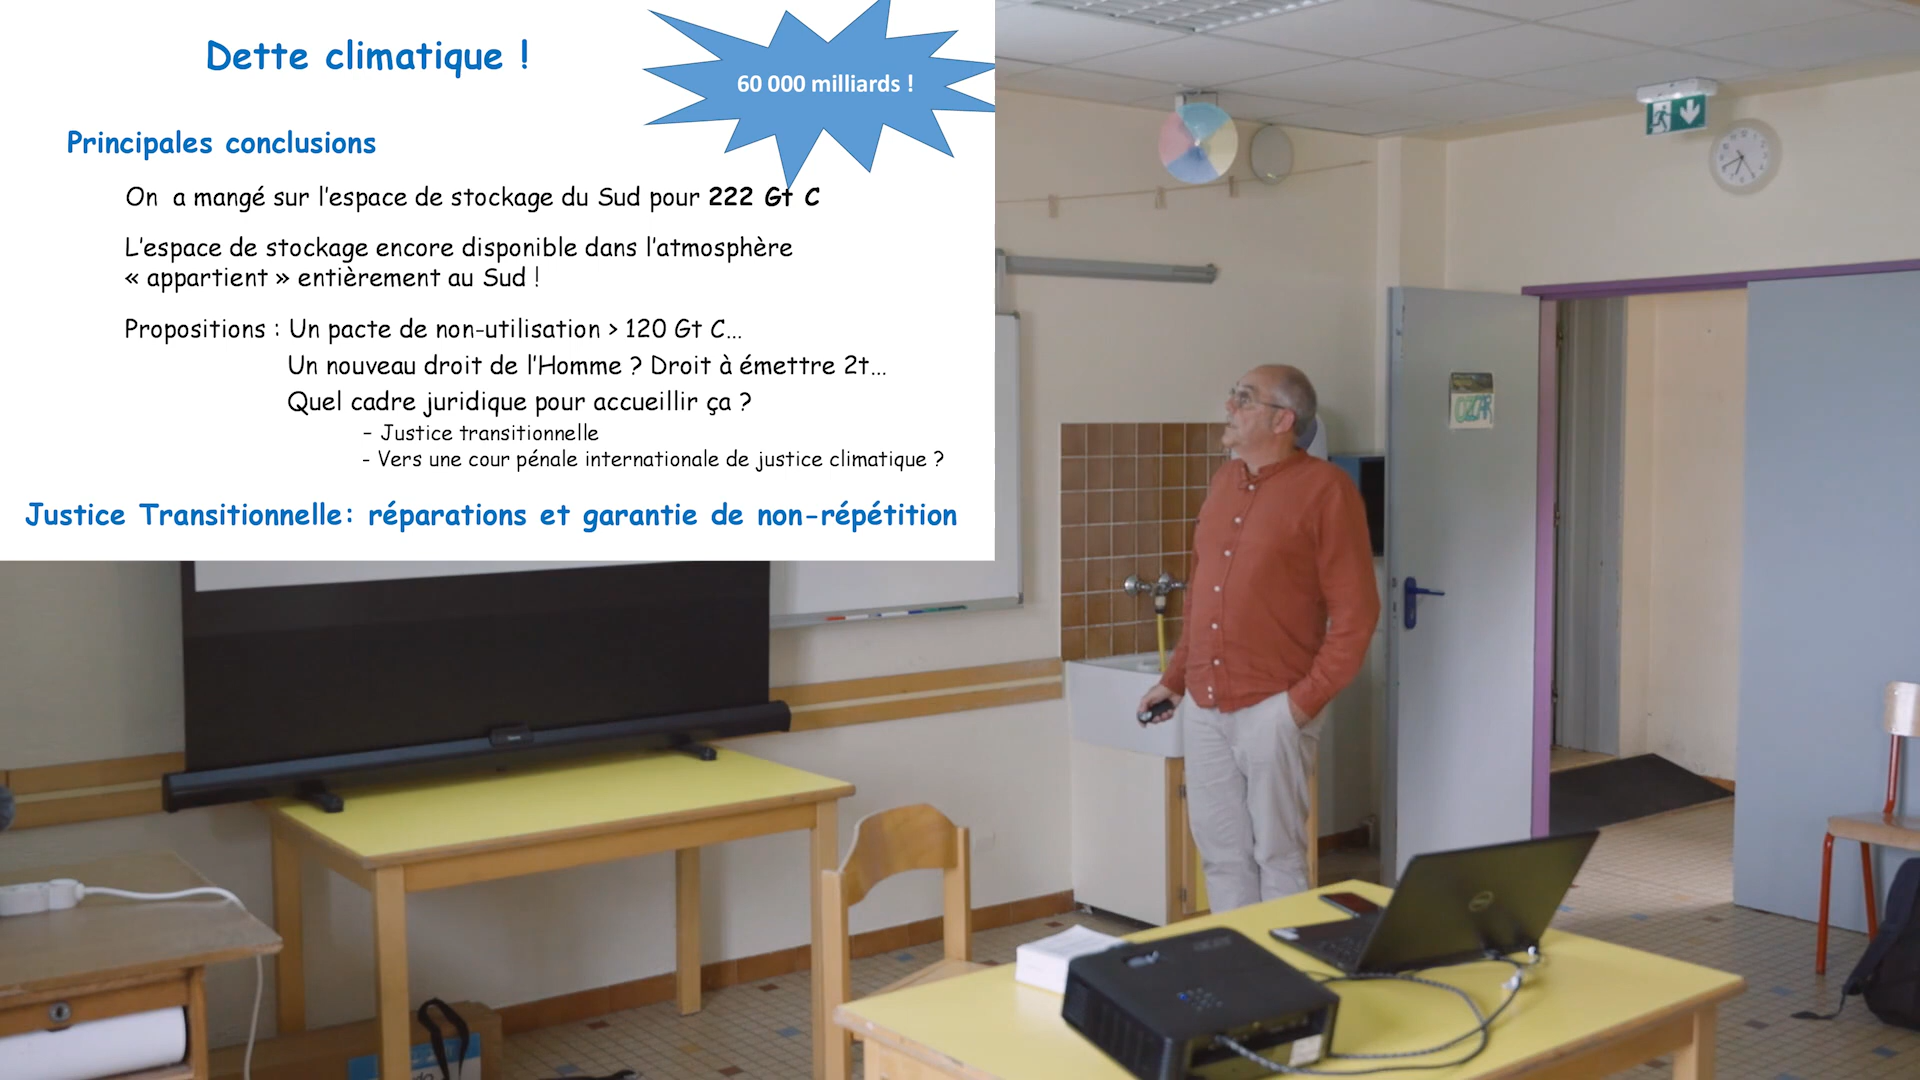 Dette climatique !
60 000 milliards !
Principales conclusions
On a mangé sur l'espace de stockage du Sud pour 222 Gt C
L'espace de stockage encore disponible dans l'atmosphère
« appartient » entièrement au Sud !
Propositions : Un pacte de non-utilisation > 120 Gt C...
Un nouveau droit de l'Homme ? Droit à émettre 2t...
Quel cadre juridique pour accueillir ça ?
- Justice transitionnelle
- Vers une cour pénale internationale de justice climatique ?
Justice Transitionnelle: réparations et garantie de non-répétition
DELL